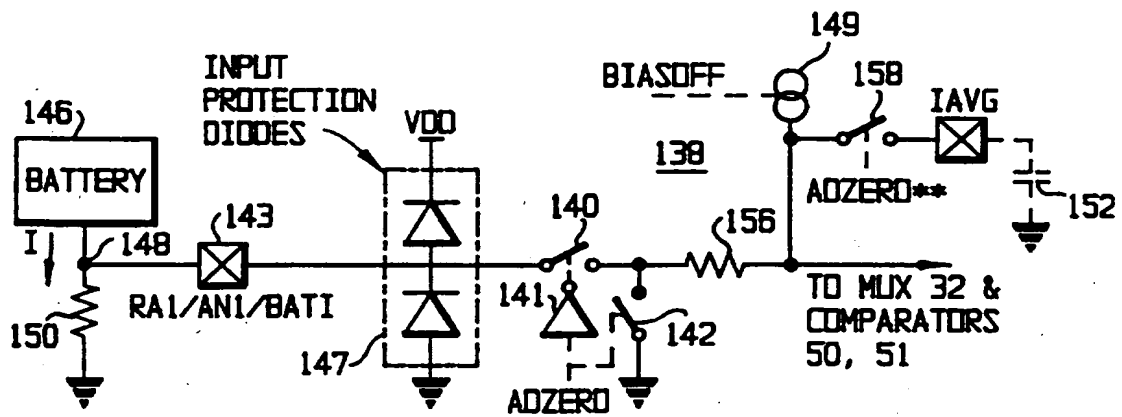 149
INPUT
PROTECTION
DIODES
BIASOFF
158
IAVG
146
VDD
BATTERY
138
ADZERO**
152
143
140
156
I
148
141
RA1/AN1/BATI
142
TO MUX 32 &
COMPARATORS
50, 51
150
147
ADZERO